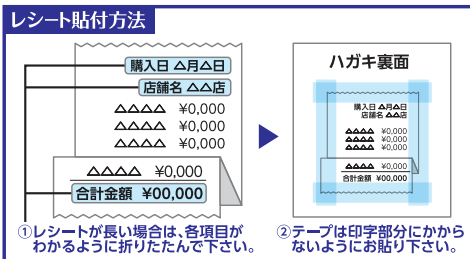 レシート貼付方法
購入日 △月△日
店舗名 △△店
△△△△ ¥0,000
△△△△ ¥0,000
△△△△ ¥0,000
△△△△ ¥0,000
合計金額 ¥00,000
①レシートが長い場合は、各項目が
わかるように折りたたんで下さい。
ハガキ裏面
購入日 △月△日
店舗名 △△店
△△△△ ¥0,000
△△△△ ¥0,000
△△△△ ¥0,000
△△△△ ¥0,000
合計金額 ¥00,000
②テープは印字部分にかから
ないようにお貼り下さい。